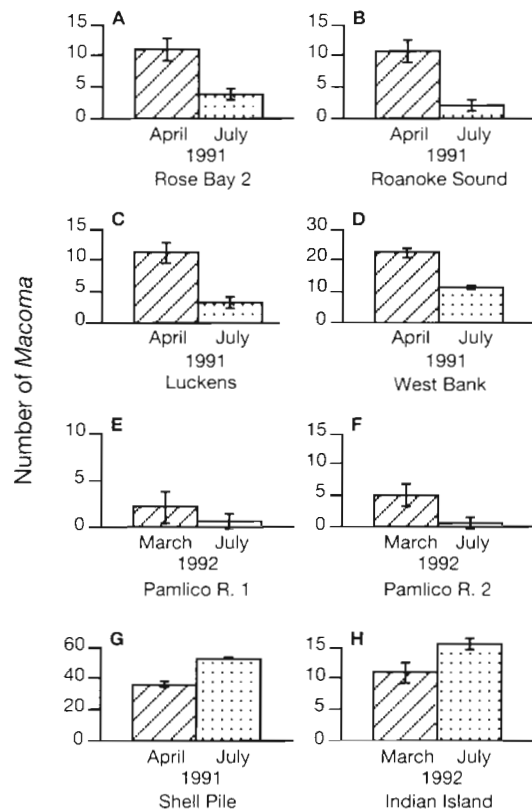 Number of Macoma
A
15
10
5
0
April July
1991
Rose Bay 2
B
15
10
5
0
April July
1991
Roanoke Sound
C
15
10
5
0
April July
1991
Luckens
D
30
20
10
0
April July
1991
West Bank
E
10
5
0
March July
1992
Pamlico R. 1
F
15
10
5
0
March July
1992
Pamlico R. 2
G
60
40
20
0
April July
1991
Shell Pile
H
15
10
5
0
March July
1992
Indian Island